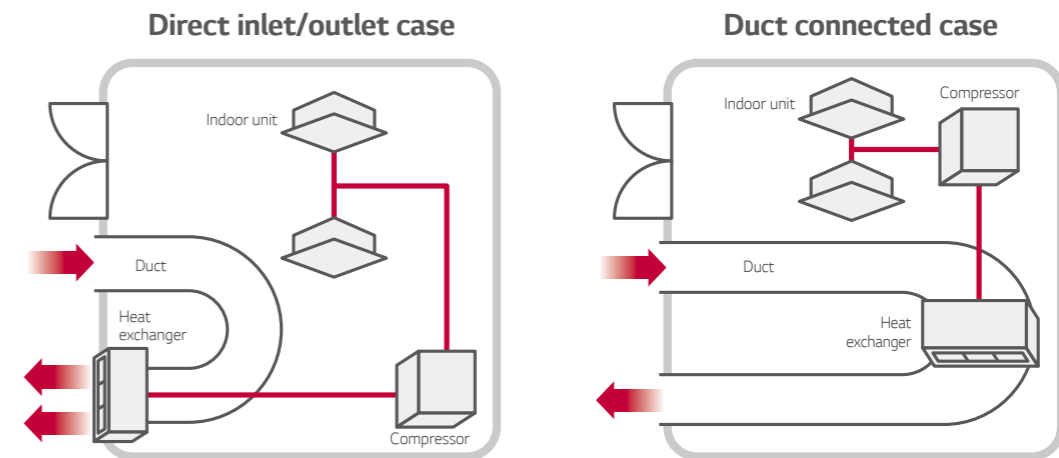 Direct inlet/outlet case
Indoor unit
Duct
Heat
exchanger
Compressor
Duct connected case
Indoor unit
Compressor
Duct
Heat
exchanger